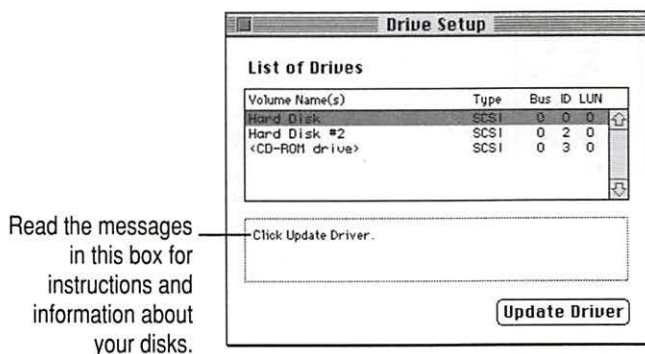 Drive Setup
List of Drives
Volume Name(s) Type Bus ID LUN
Hard Disk SCSI 0 0 0
Hard Disk #2 SCSI 0 2 0
<CD-ROM drive> SCSI 0 3 0
Click Update Driver.
Update Driver
Read the messages
in this box for
instructions and
information about
your disks.